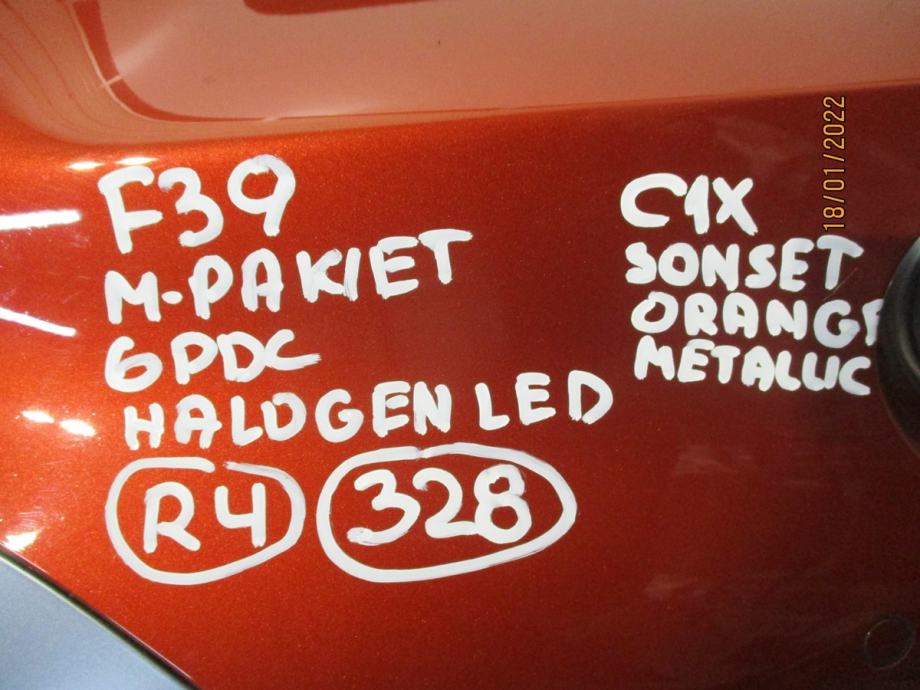 F39
M-PAKIET
6PDC
HALOGEN LED
R4 328
C1X
SONSET
ORANGE
METALLIC
18/01/2022